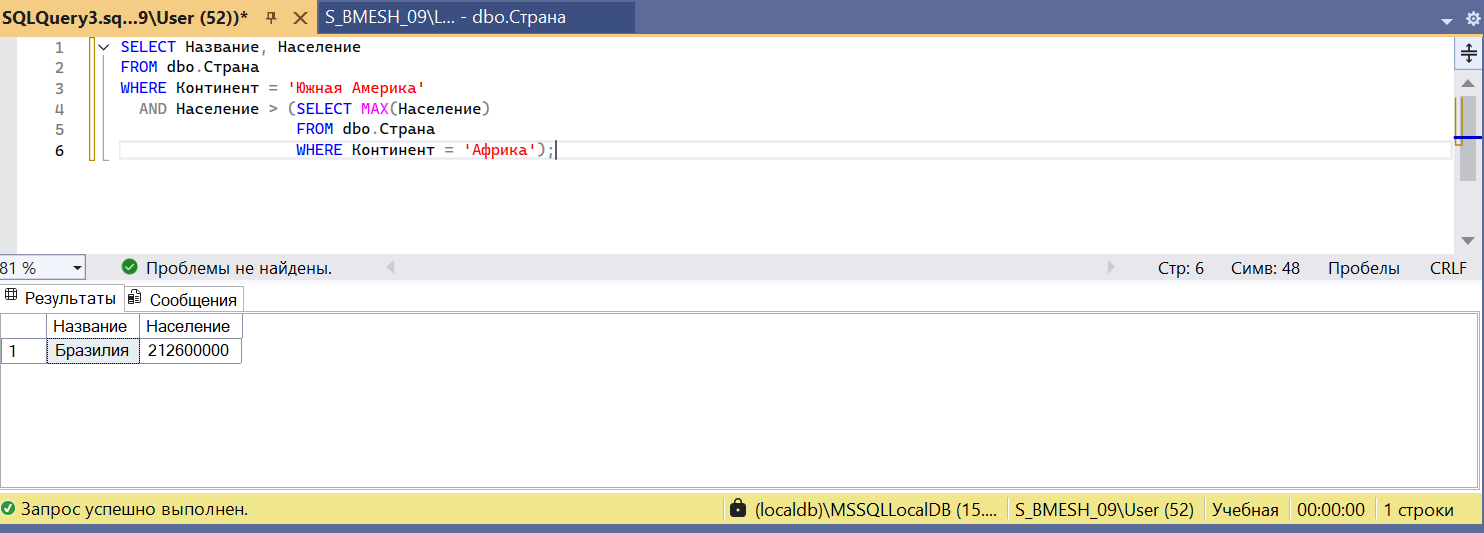 SQLQuery3.sq...9\User (52))* S_BMESH_09\L... - dbo.Страна
1 SELECT Название, Население
2 FROM dbo.Страна
3 WHERE Континент = 'Южная Америка'
4 AND Население > (SELECT MAX(Население)
5 FROM dbo.Страна
6 WHERE Континент = 'Африка');
81 % Проблемы не найдены. Стр: 6 Симв: 48 Пробелы CRLF
Результаты Сообщения
Название Население
1 Бразилия 212600000
Запрос успешно выполнен. (localdb)\MSSQLLocalDB (15.... S_BMESH_09\User (52) Учебная 00:00:00 1 строки